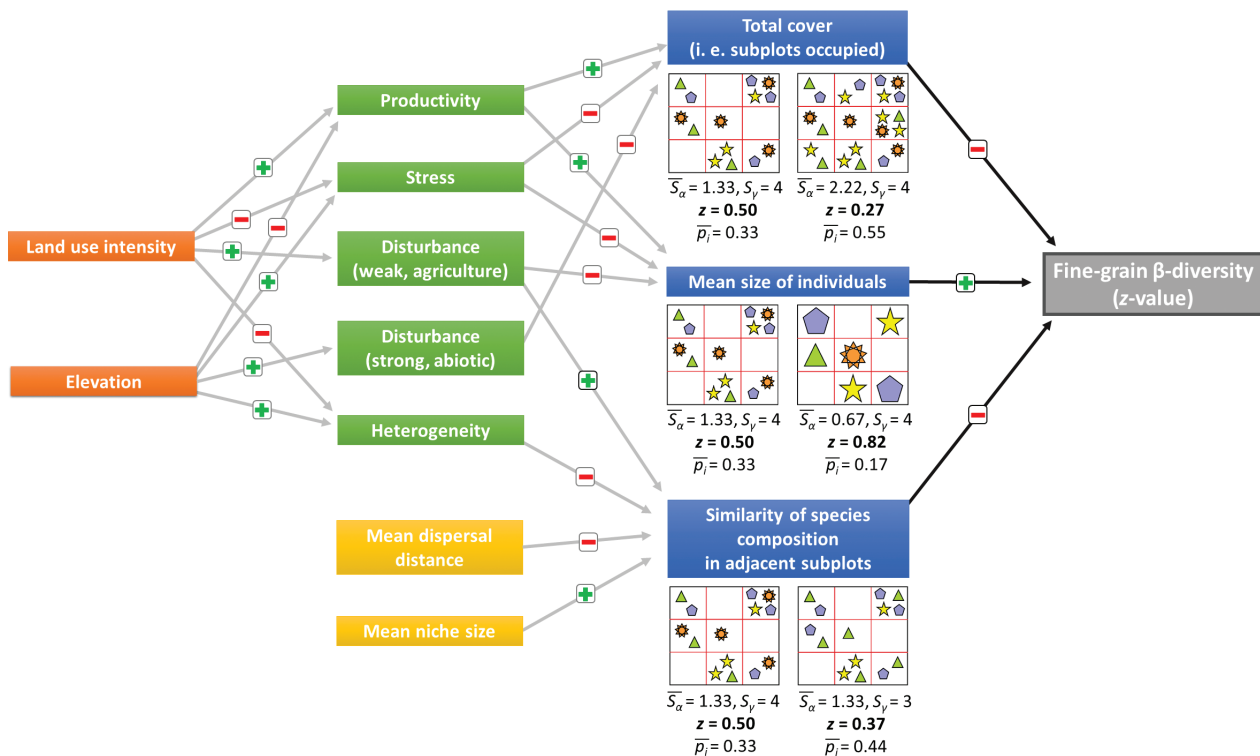 Land use intensity
Elevation
Productivity
Stress
Disturbance
(weak, agriculture)
Disturbance
(strong, abiotic)
Heterogeneity
Mean dispersal
distance
Mean niche size
Total cover
(i. e. subplots occupied)
S̅α = 1.33, Sγ = 4
z = 0.50
p̅i = 0.33
S̅α = 2.22, Sγ = 4
z = 0.27
p̅i = 0.55
Mean size of individuals
S̅α = 1.33, Sγ = 4
z = 0.50
p̅i = 0.33
S̅α = 0.67, Sγ = 4
z = 0.82
p̅i = 0.17
Similarity of species
composition
in adjacent subplots
S̅α = 1.33, Sγ = 4
z = 0.50
p̅i = 0.33
S̅α = 1.33, Sγ = 3
z = 0.37
p̅i = 0.44
Fine-grain β-diversity
(z-value)